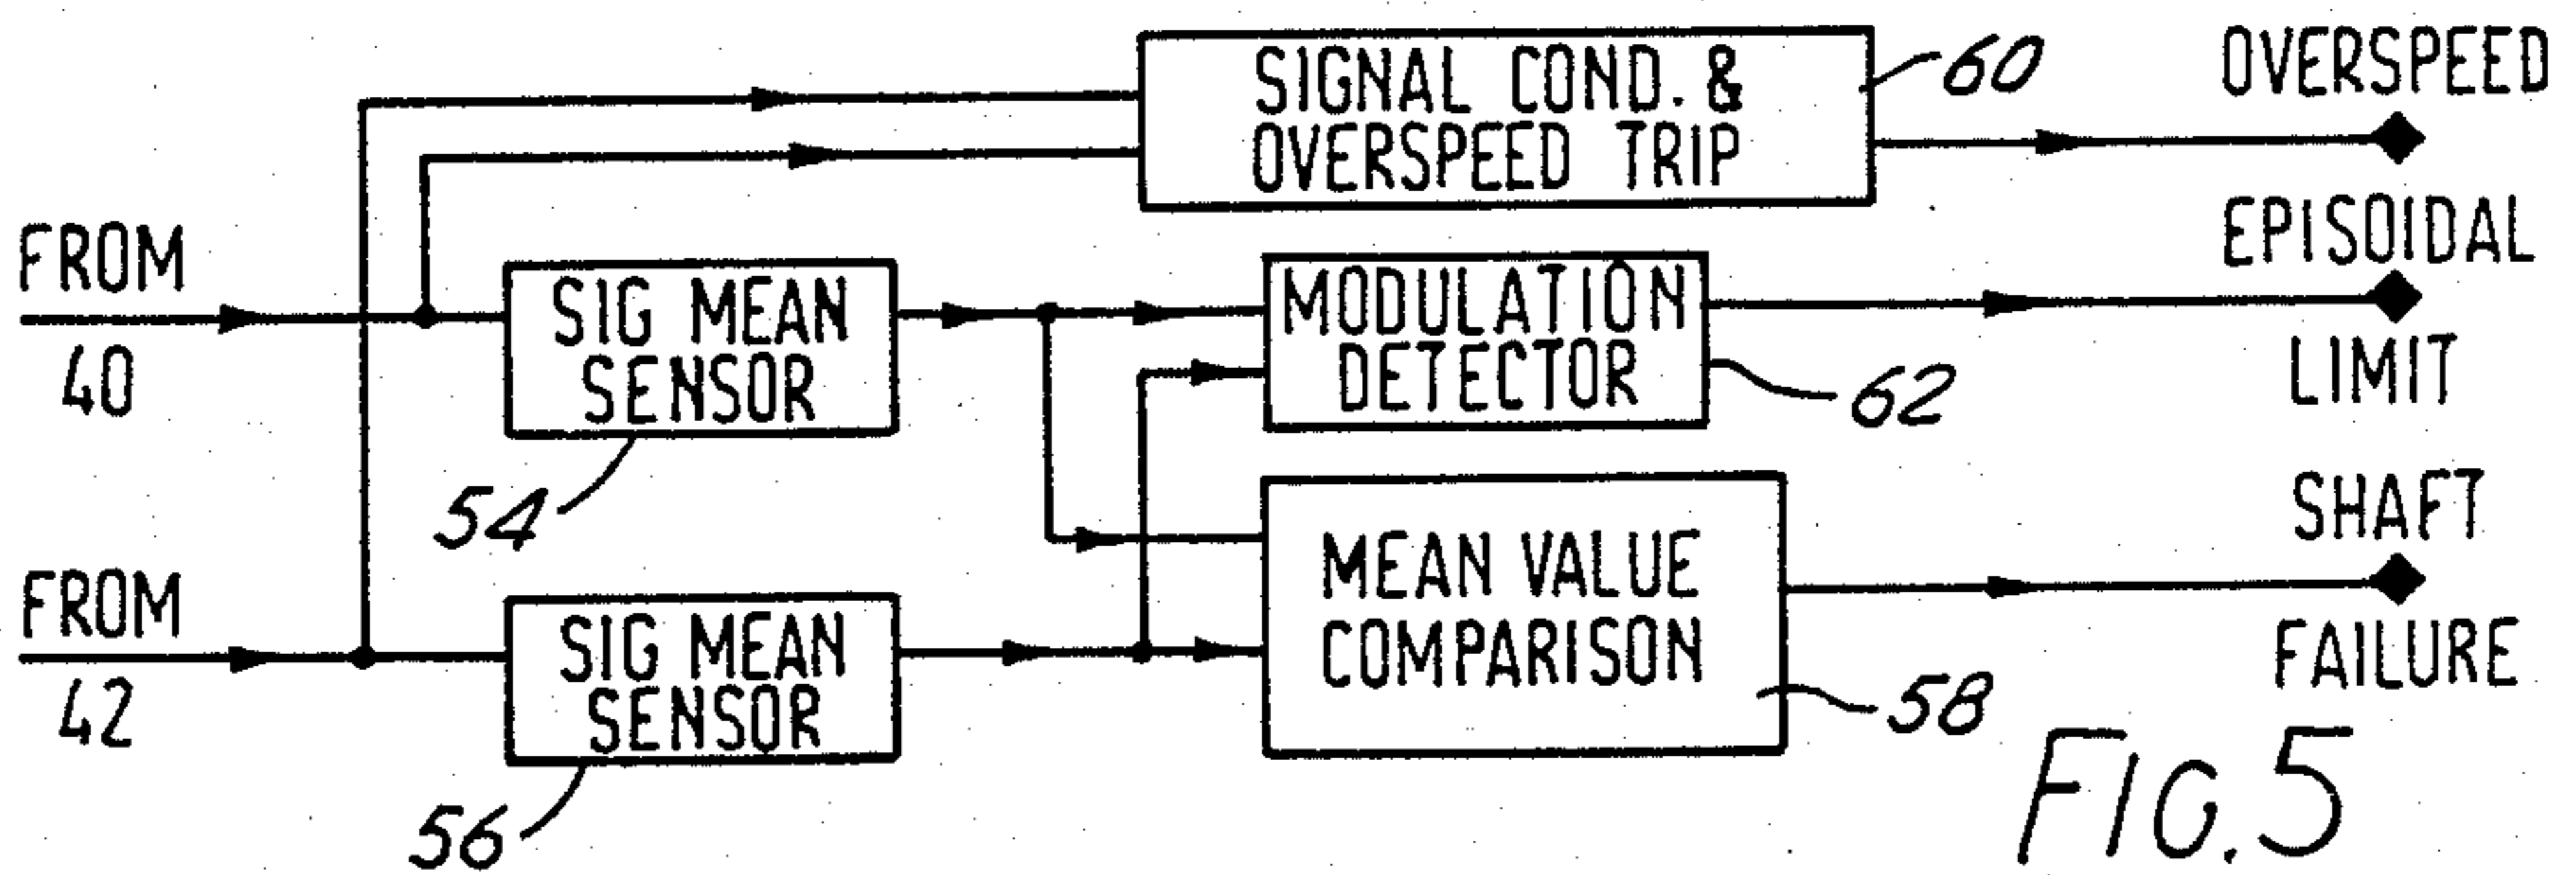 SIGNAL COND. &
OVERSPEED TRIP
60
OVERSPEED
EPISOIDAL
LIMIT
FROM
40
SIG MEAN
SENSOR
54
MODULATION
DETECTOR
62
SHAFT
FAILURE
FROM
42
SIG MEAN
SENSOR
56
MEAN VALUE
COMPARISON
58
FIG. 5